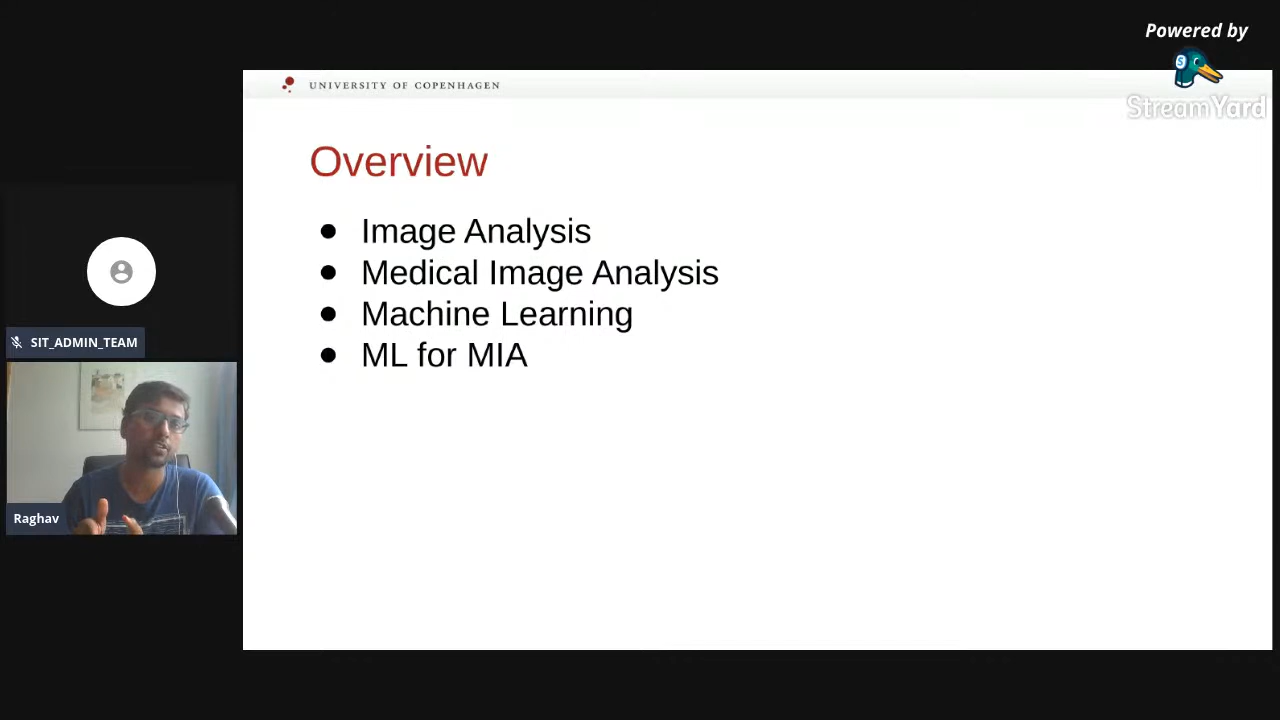 Powered by
StreamYard
UNIVERSITY OF COPENHAGEN
Overview
● Image Analysis
● Medical Image Analysis
● Machine Learning
● ML for MIA
SIT_ADMIN_TEAM
Raghav